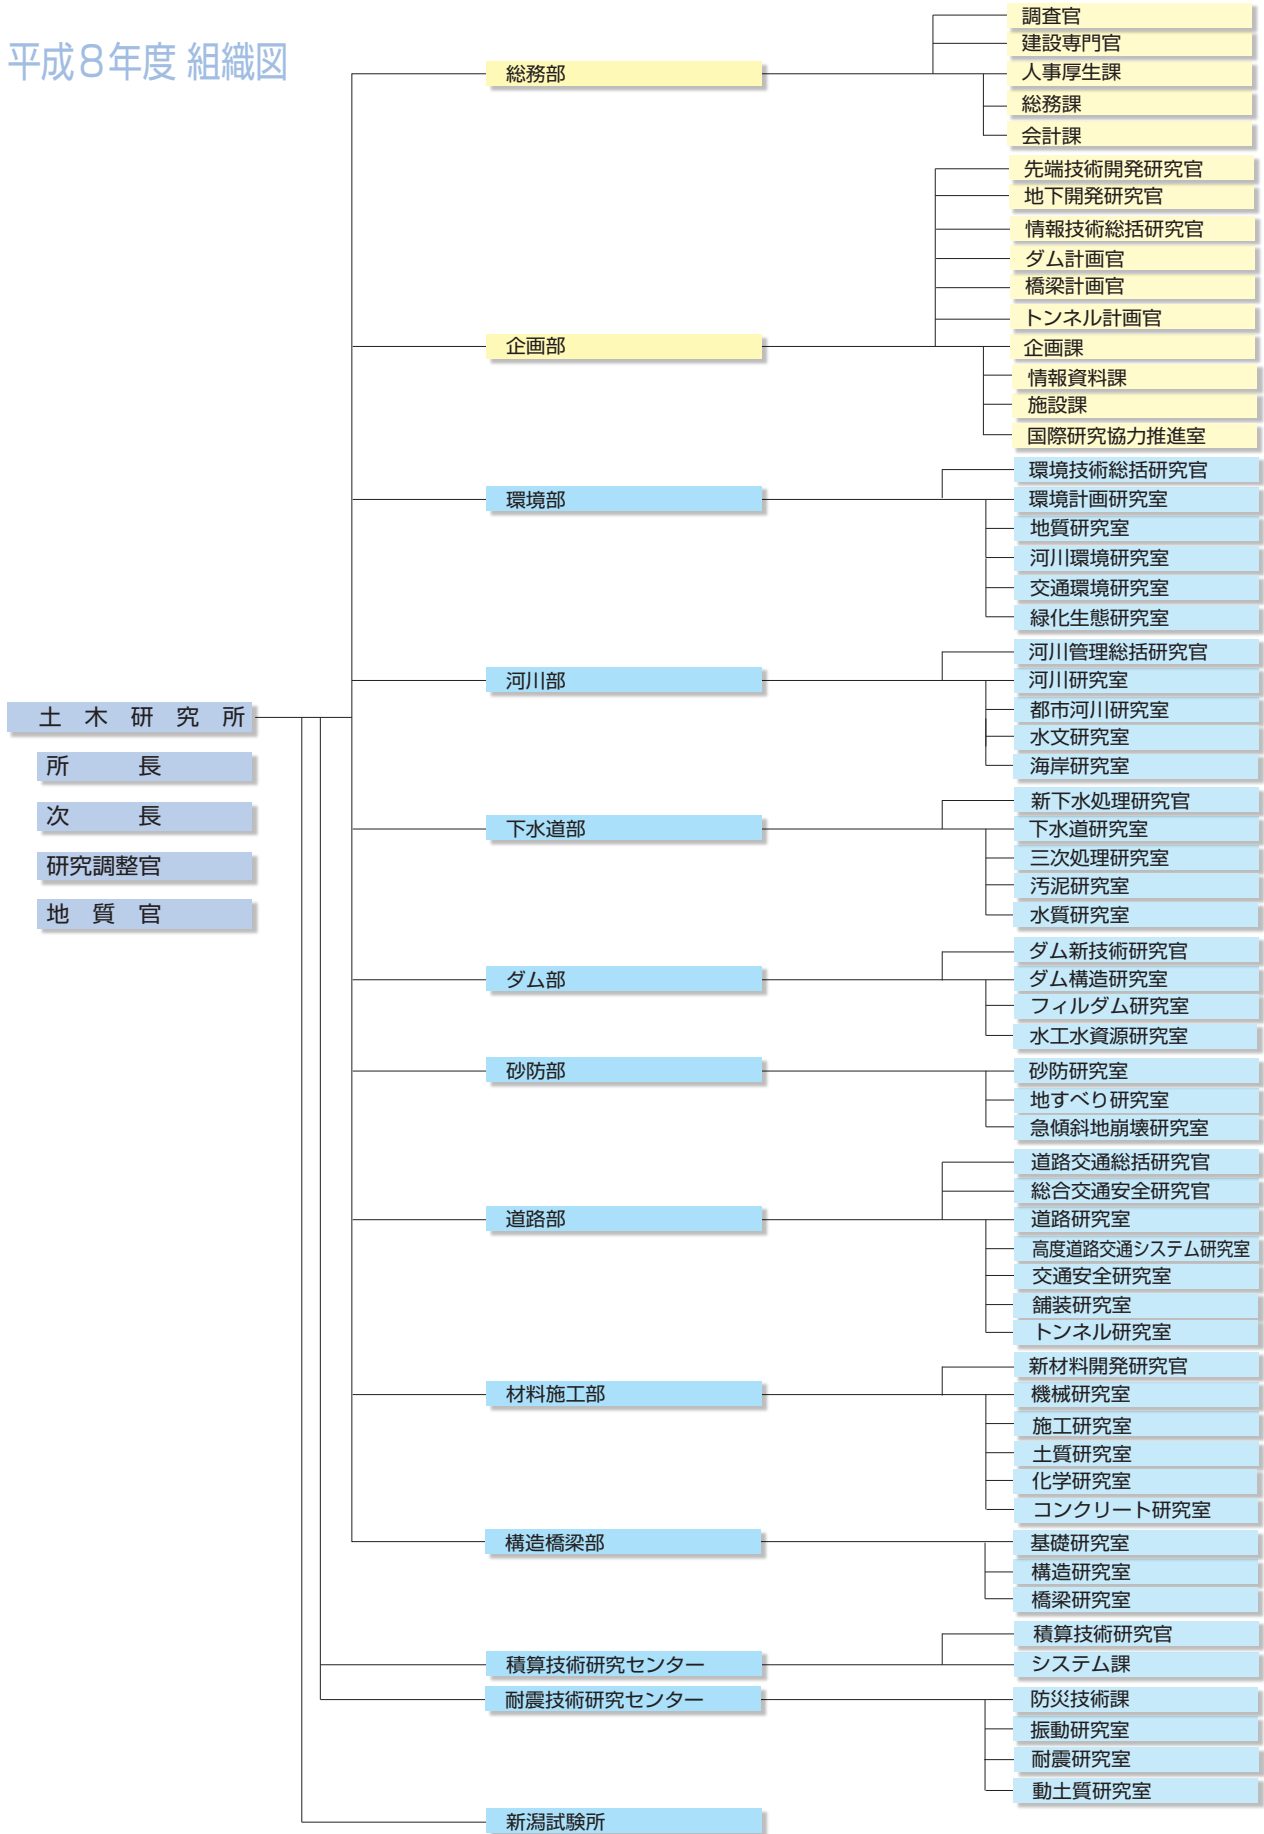 平成8年度 組織図
土木研究所
所長
次長
研究調整官
地質官
総務部
調査官
建設専門官
人事厚生課
総務課
会計課
企画部
先端技術開発研究官
地下開発研究官
情報技術総括研究官
ダム計画官
橋梁計画官
トンネル計画官
企画課
情報資料課
施設課
国際研究協力推進室
環境部
環境技術総括研究官
環境計画研究室
地質研究室
河川環境研究室
交通環境研究室
緑化生態研究室
河川部
河川管理総括研究官
河川研究室
都市河川研究室
水文研究室
海岸研究室
下水道部
新下水処理研究官
下水道研究室
三次処理研究室
汚泥研究室
水質研究室
ダム部
ダム新技術研究官
ダム構造研究室
フィルダム研究室
水工水資源研究室
砂防部
砂防研究室
地すべり研究室
急傾斜地崩壊研究室
道路部
道路交通総括研究官
総合交通安全研究官
道路研究室
高度道路交通システム研究室
交通安全研究室
舗装研究室
トンネル研究室
材料施工部
新材料開発研究官
機械研究室
施工研究室
土質研究室
化学研究室
コンクリート研究室
構造橋梁部
基礎研究室
構造研究室
橋梁研究室
積算技術研究センター
積算技術研究官
システム課
耐震技術研究センター
防災技術課
振動研究室
耐震研究室
動土質研究室
新潟試験所